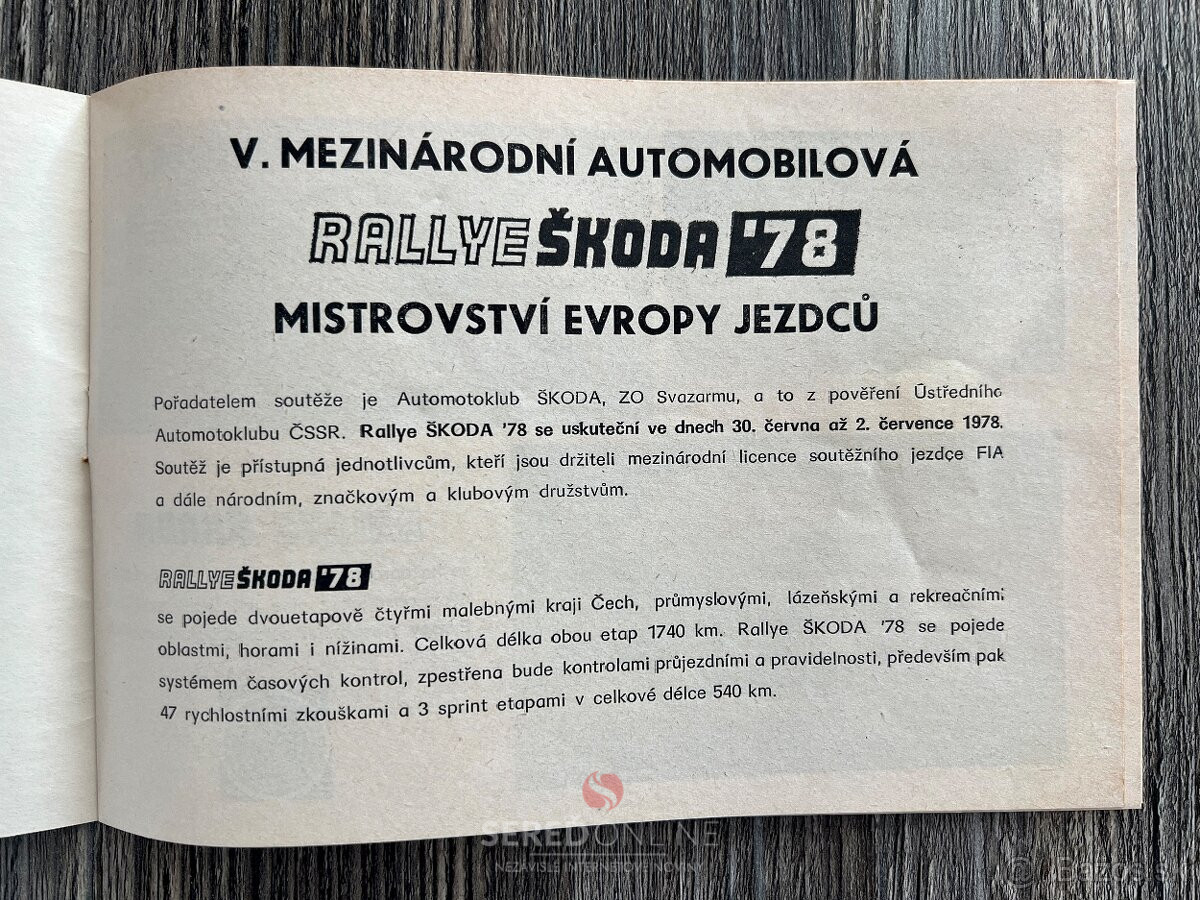 V. MEZINÁRODNÍ AUTOMOBILOVÁ
RALLYE ŠKODA '78
MISTROVSTVÍ EVROPY JEZDCŮ
Pořadatelem soutěže je Automotoklub ŠKODA, ZO Svazarmu, a to z pověření Ústředního
Automotoklubu ČSSR. Rallye ŠKODA '78 se uskuteční ve dnech 30. června až 2. července 1978.
Soutěž je přístupná jednotlivcům, kteří jsou držiteli mezinárodní licence soutěžního jezdce FIA
a dále národním, značkovým a klubovým družstvům.
RALLYE ŠKODA '78
se pojede dvouetapově čtyřmi malebnými kraji Čech, průmyslovými, lázeňskými a rekreačními
oblastmi, horami i nížinami. Celková délka obou etap 1740 km. Rallye ŠKODA '78 se pojede
systémem časových kontrol, zpestřena bude kontrolami průjezdními a pravidelnosti, především pak
47 rychlostními zkouškami a 3 sprint etapami v celkové délce 540 km.
SEREĎONLINE
NEZÁVISLÉ INTERNETOVÉ NOVINY
© Bazos.sk